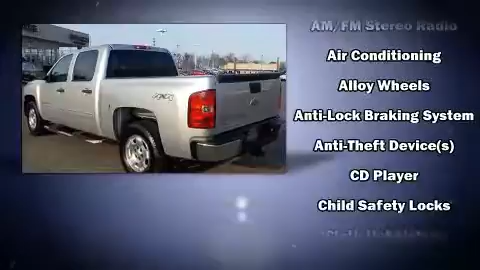 AM/FM Stereo Radio
Air Conditioning
Alloy Wheels
Anti-Lock Braking System
Anti-Theft Device(s)
CD Player
Child Safety Locks
4X4